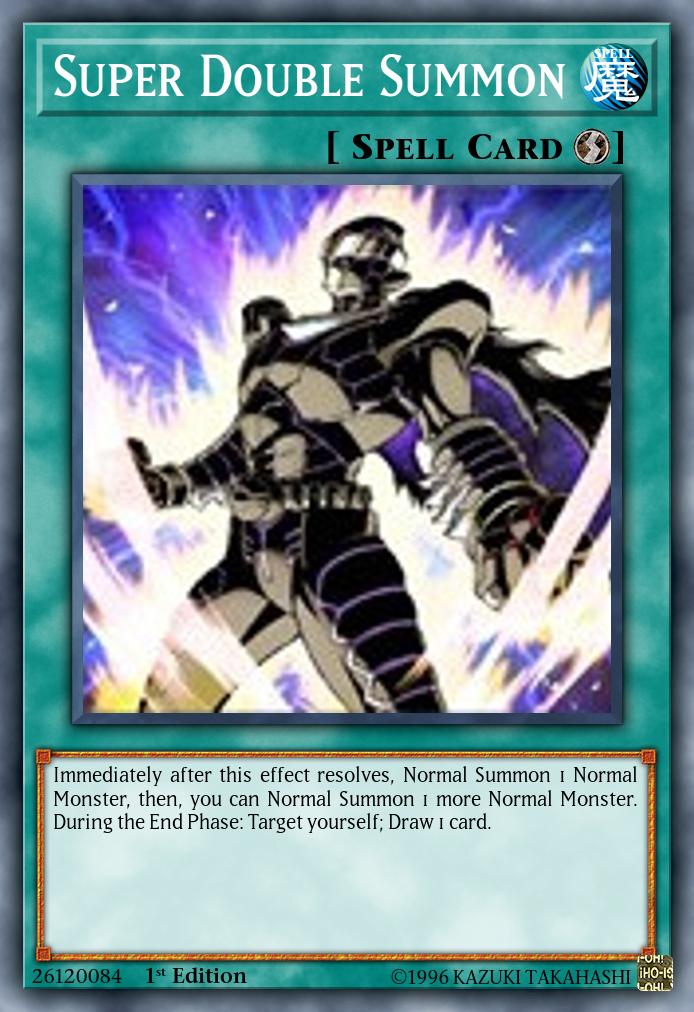 Super Double Summon
SPELL
魔
[ Spell Card ]
Immediately after this effect resolves, Normal Summon 1 Normal
Monster, then, you can Normal Summon 1 more Normal Monster.
During the End Phase: Target yourself; Draw 1 card.
26120084 1st Edition ©1996 KAZUKI TAKAHASHI